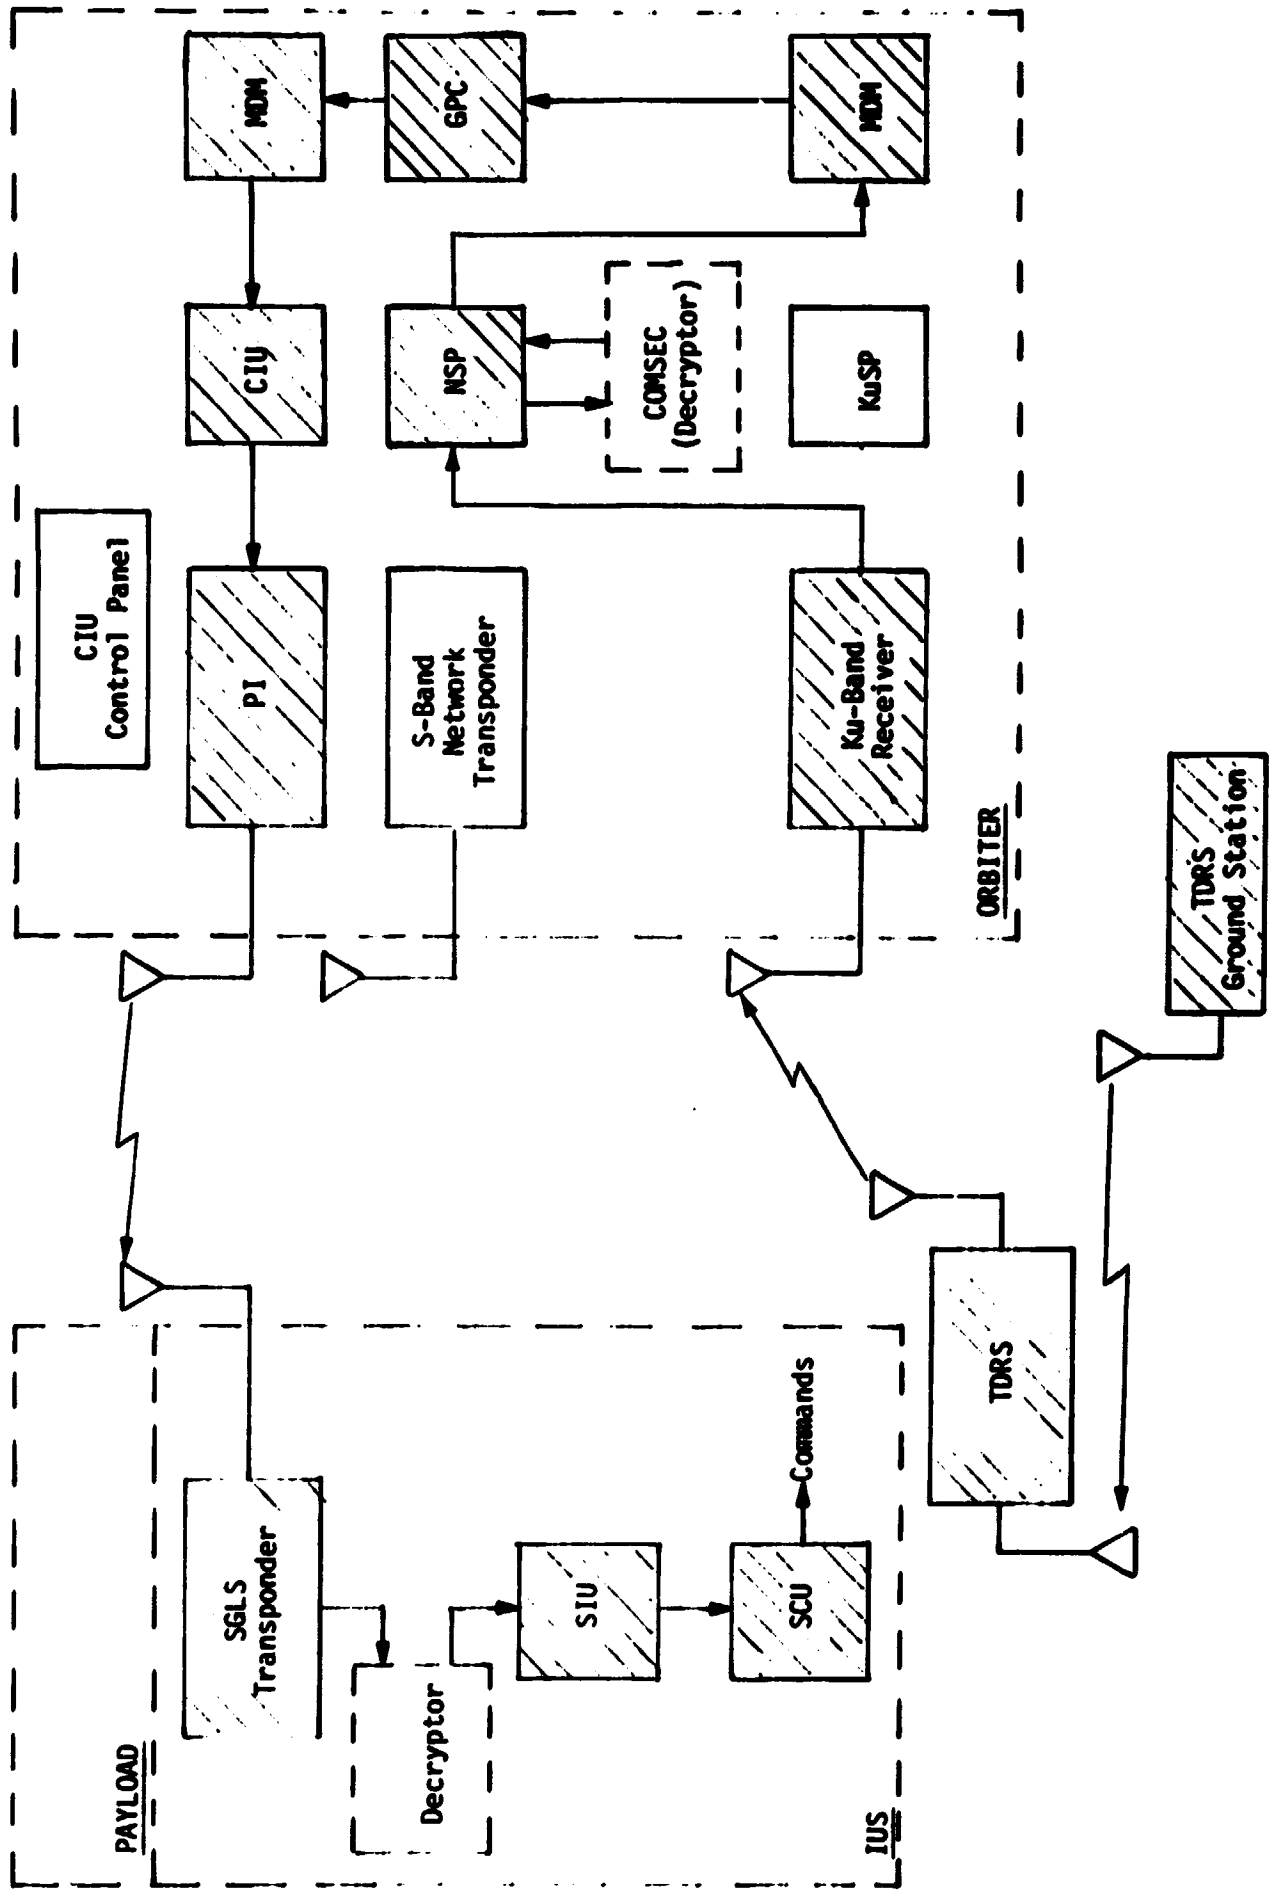 PAYLOAD
SGLS
Transponder
Decryptor
SIU
SCU
Commands
IUS
TDRS
CIU
Control Panel
PI
CIU
MDM
S-Band
Network
Transponder
NSP
GPC
COMSEC
(Decryptor)
Ku-Band
Receiver
KuSP
MDM
ORBITER
TDRS
Ground Station